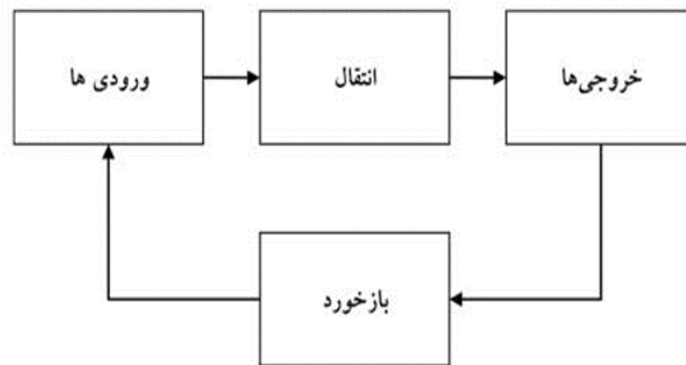 ورودی ها
انتقال
خروجی‌ها
بازخورد